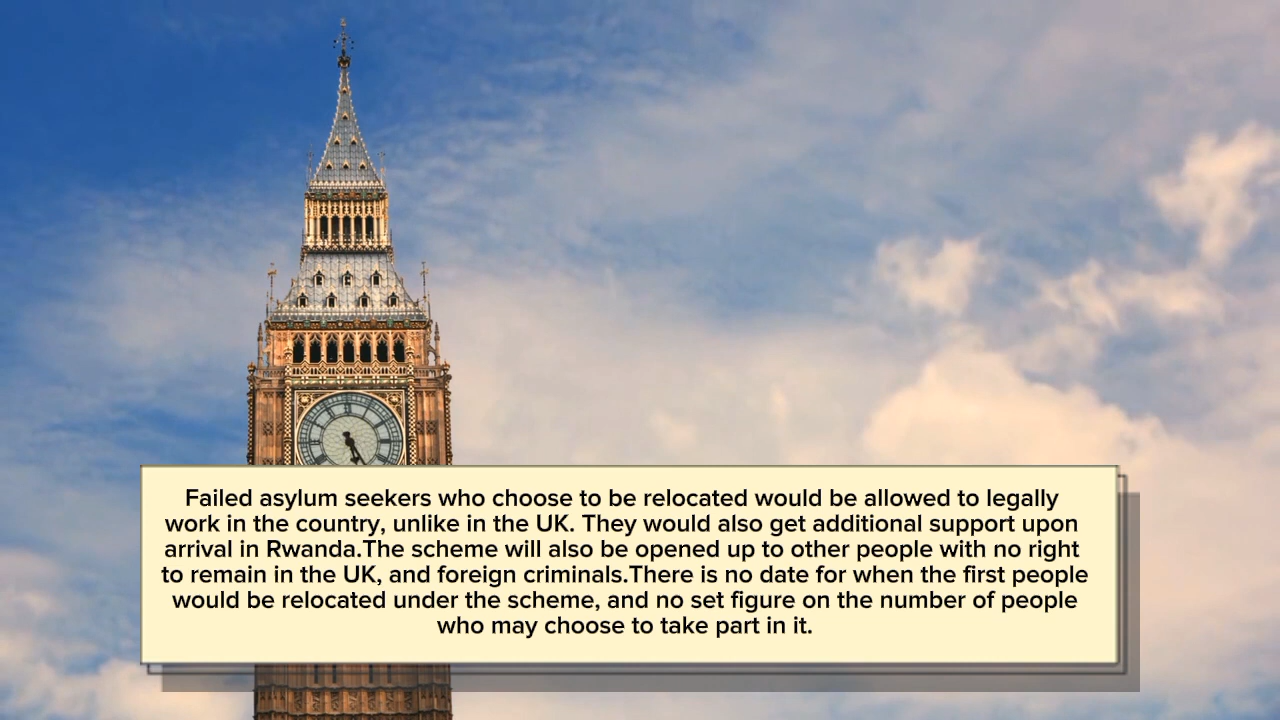 Failed asylum seekers who choose to be relocated would be allowed to legally
work in the country, unlike in the UK. They would also get additional support upon
arrival in Rwanda.The scheme will also be opened up to other people with no right
to remain in the UK, and foreign criminals.There is no date for when the first people
would be relocated under the scheme, and no set figure on the number of people
who may choose to take part in it.